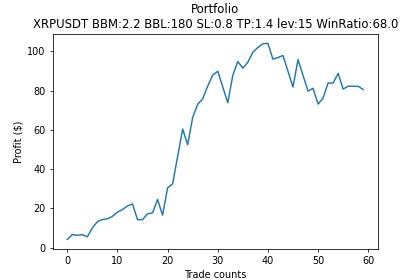 Portfolio
XRPUSDT BBM:2.2 BBL:180 SL:0.8 TP:1.4 lev:15 WinRatio:68.0
100
80
60
40
20
0
Profit ($)
0 10 20 30 40 50 60
Trade counts